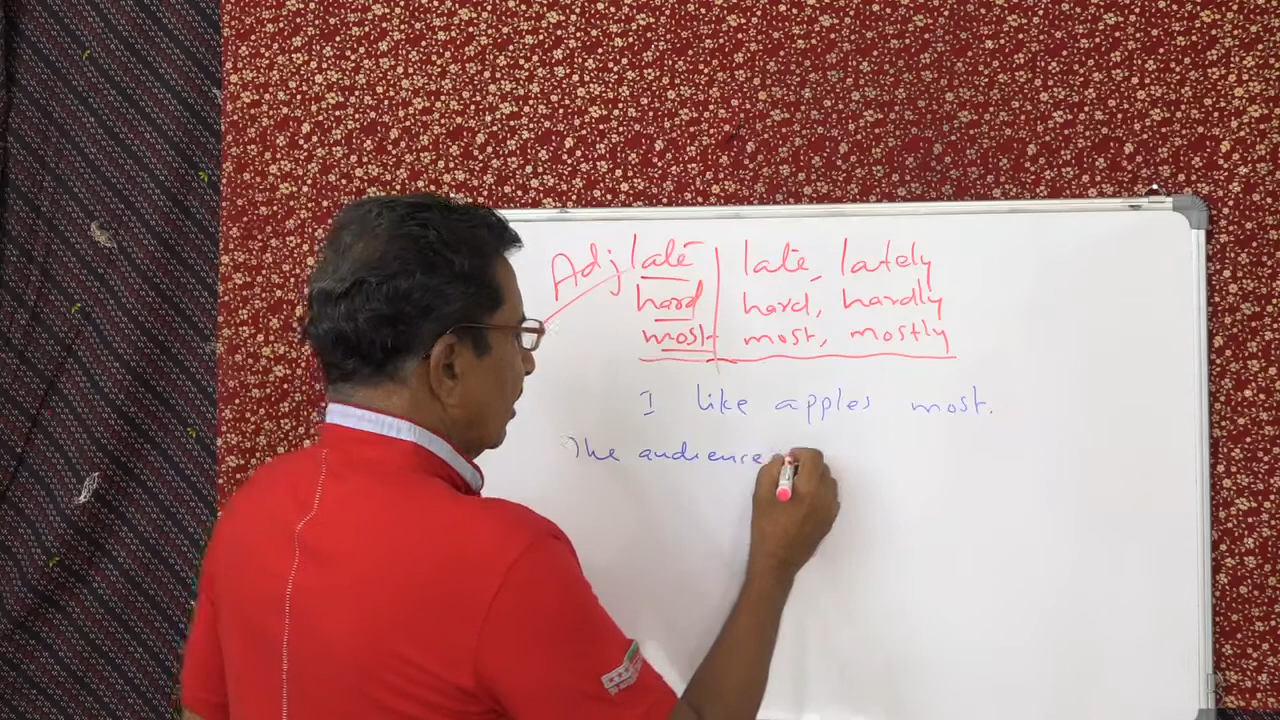 Adj late | late, lately
hard | hard, hardly
most | most, mostly
I like apples most.
The audience